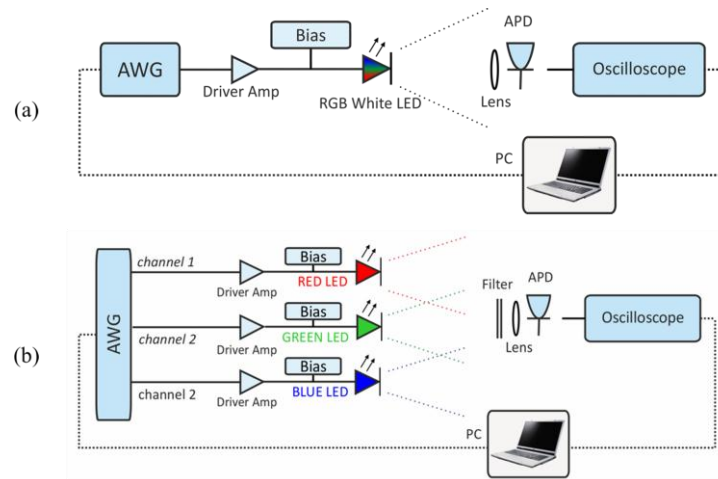 (a)
AWG
Driver Amp
Bias
RGB White LED
Lens
APD
Oscilloscope
PC
(b)
AWG
channel 1
Driver Amp
Bias
RED LED
channel 2
Driver Amp
Bias
GREEN LED
channel 2
Driver Amp
Bias
BLUE LED
Filter
Lens
APD
Oscilloscope
PC